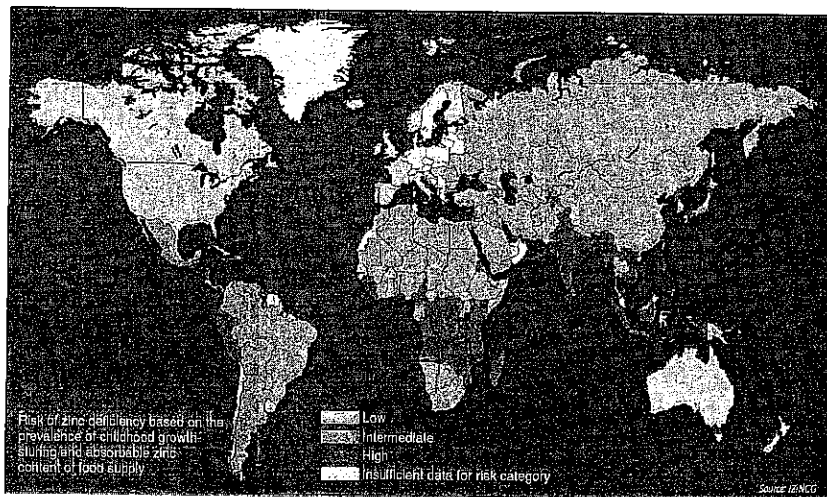 Risk of zinc deficiency based on the
prevalence of childhood growth-
sturing and absorbable zinc
content of food supply
Low
Intermediate
High
Insufficient data for risk category
Source: IZiNCG